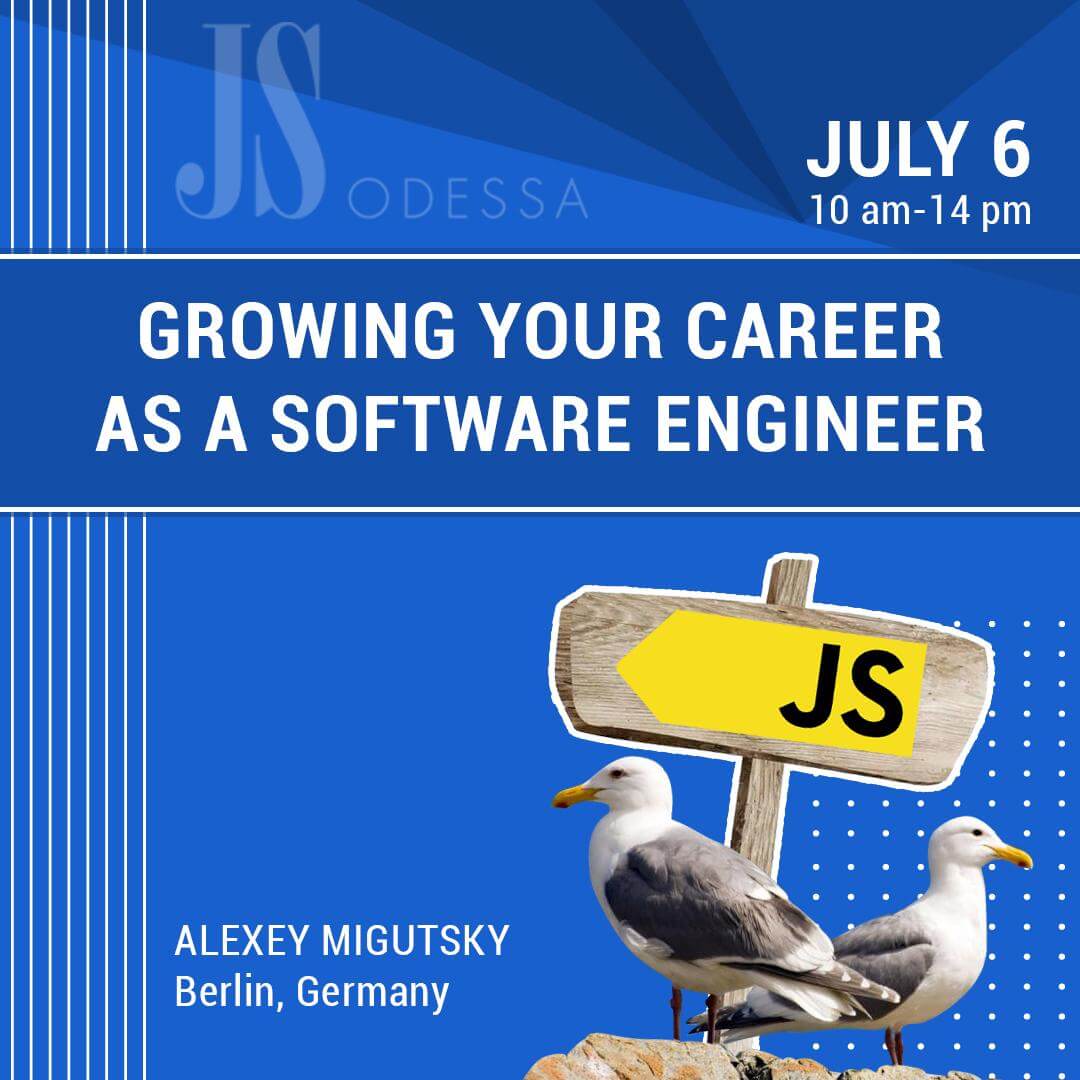 JS ODESSA
JULY 6
10 am-14 pm
GROWING YOUR CAREER
AS A SOFTWARE ENGINEER
JS
ALEXEY MIGUTSKY
Berlin, Germany